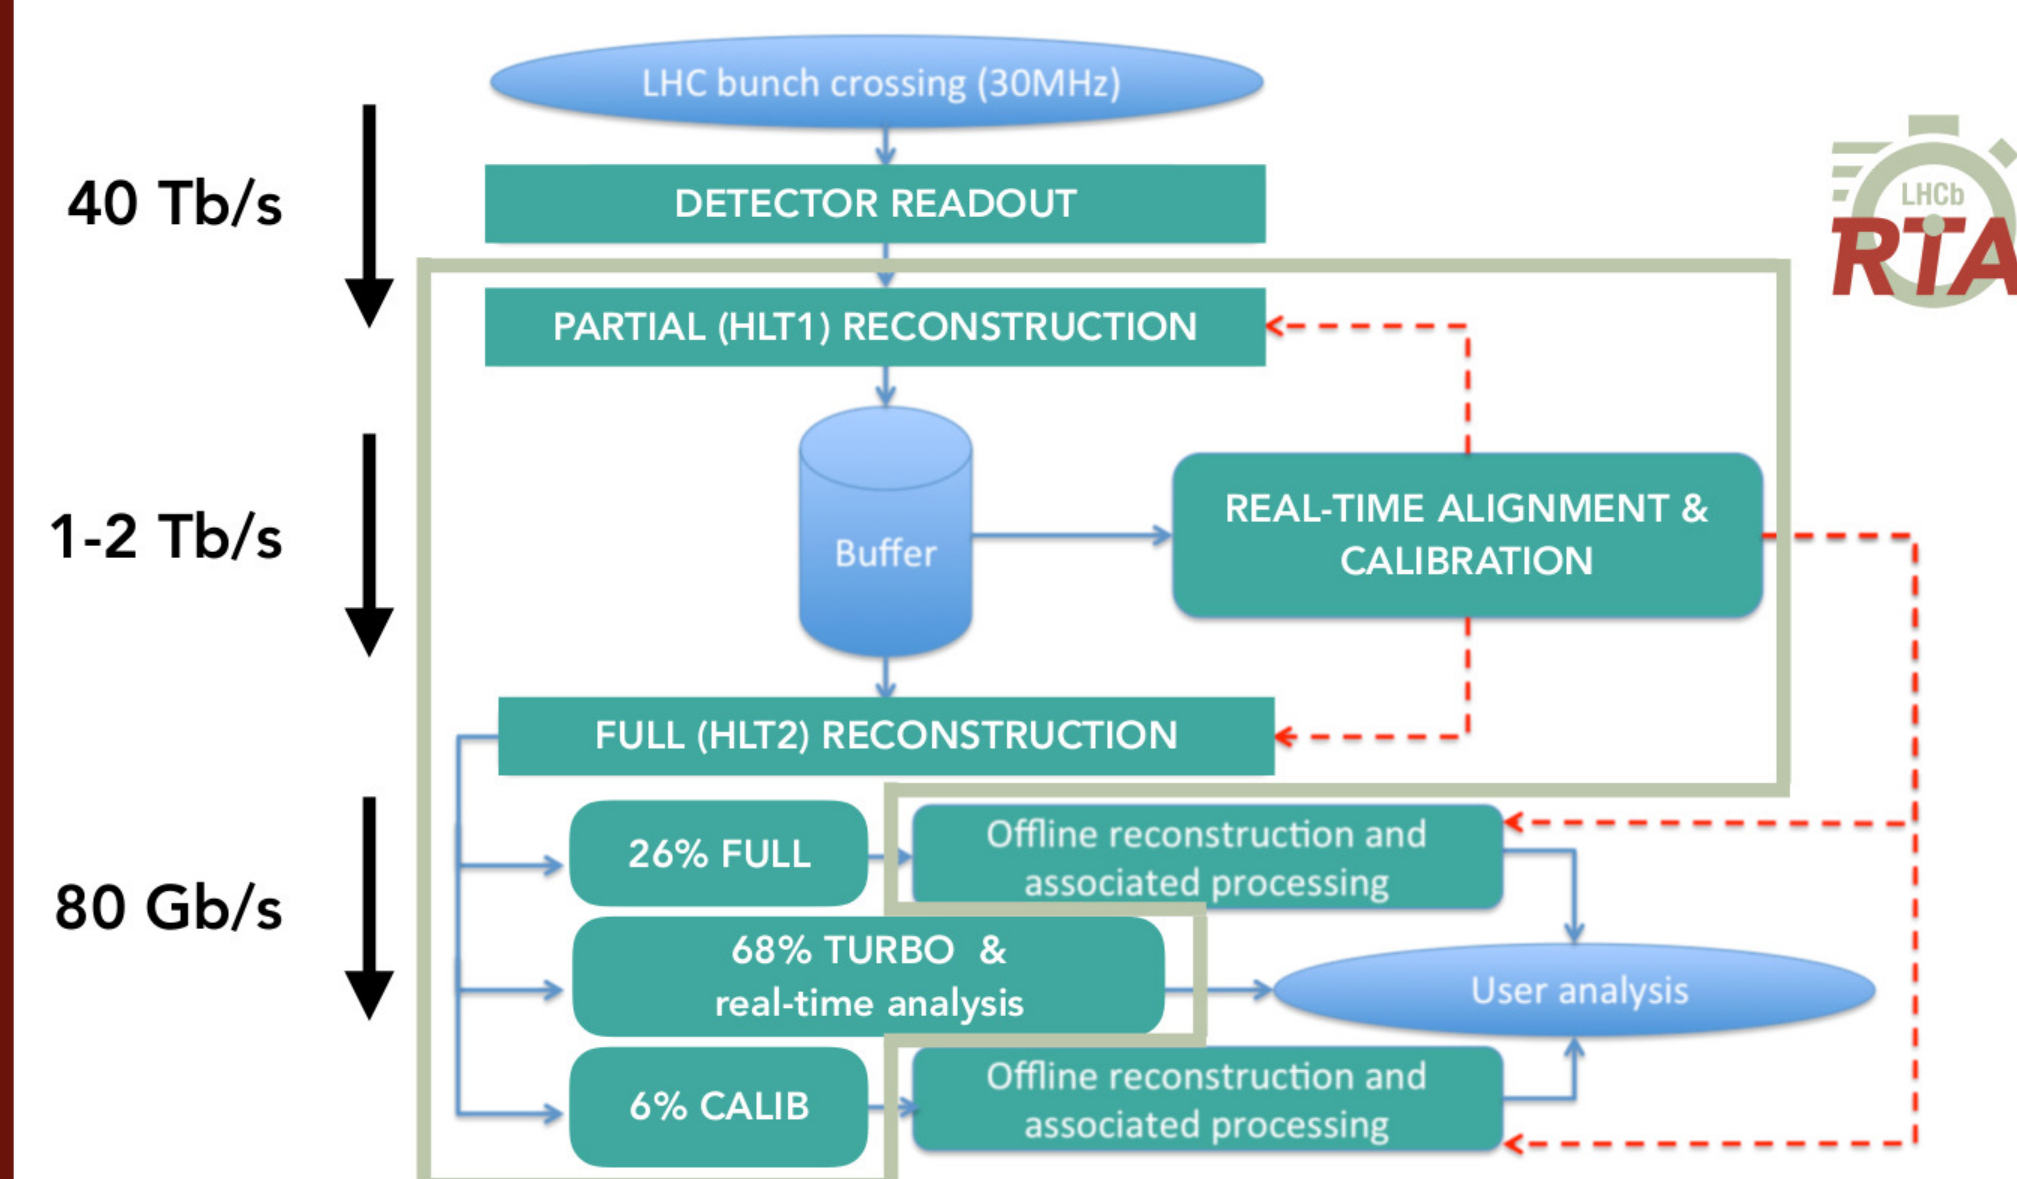 LHC bunch crossing (30MHz)
40 Tb/s
DETECTOR READOUT
LHCb
RTA
PARTIAL (HLT1) RECONSTRUCTION
1-2 Tb/s
Buffer
REAL-TIME ALIGNMENT &
CALIBRATION
FULL (HLT2) RECONSTRUCTION
80 Gb/s
26% FULL
Offline reconstruction and
associated processing
68% TURBO &
real-time analysis
User analysis
6% CALIB
Offline reconstruction and
associated processing